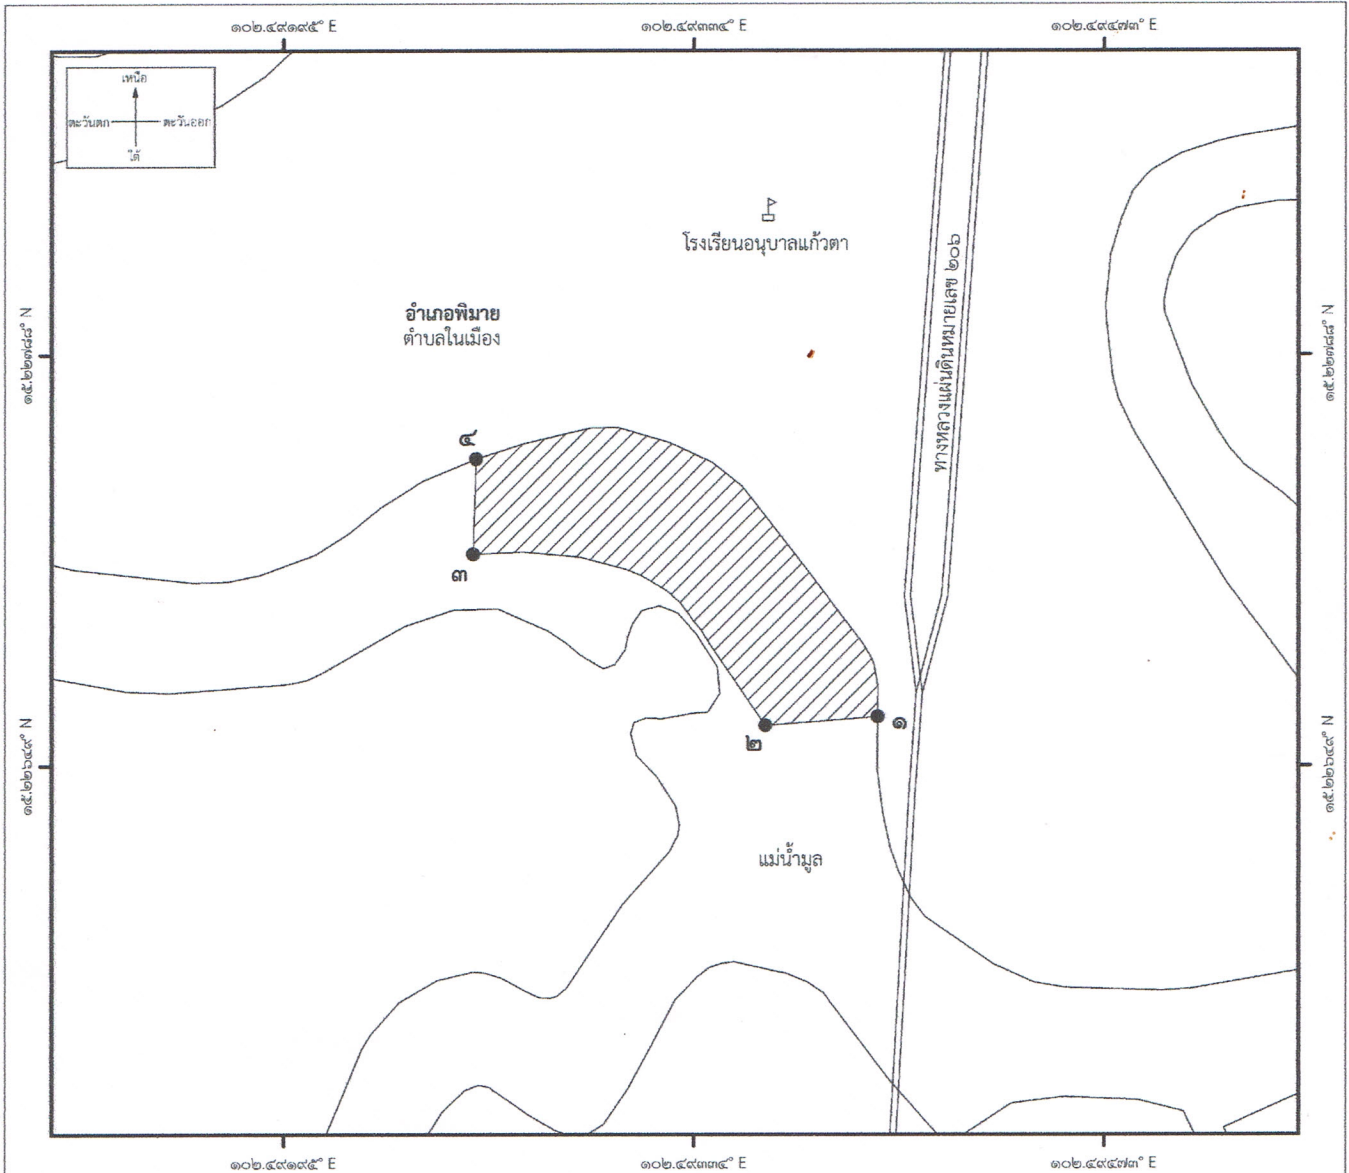 ๑๐๒.๔๙๑๙๕° E
๑๐๒.๔๙๓๓๔° E
๑๐๒.๔๙๔๗๓° E
เหนือ
ตะวันตก
ตะวันออก
ใต้
โรงเรียนอนุบาลแก้วตา
ทางหลวงแผ่นดินหมายเลข ๒๐๖
อำเภอพิมาย
ตำบลในเมือง
๑๕.๒๒๗๘๘° N
๑๕.๒๒๗๘๘° N
๔
๓
๑
๒
๑๕.๒๒๖๔๙° N
๑๕.๒๒๖๔๙° N
แม่น้ำมูล
๑๐๒.๔๙๑๙๕° E
๑๐๒.๔๙๓๓๔° E
๑๐๒.๔๙๔๗๓° E